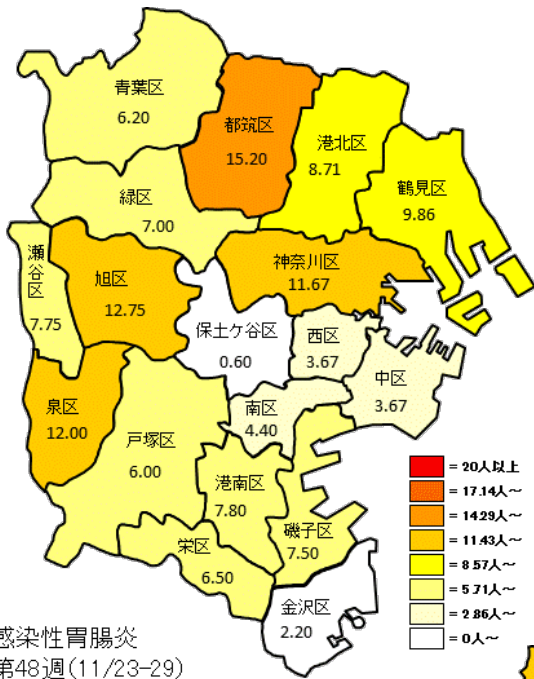 青葉区
6.20
都筑区
15.20
港北区
8.71
鶴見区
9.86
緑区
7.00
瀬谷区
7.75
旭区
12.75
神奈川区
11.67
保土ケ谷区
0.60
西区
3.67
中区
3.67
泉区
12.00
戸塚区
6.00
南区
4.40
港南区
7.80
磯子区
7.50
栄区
6.50
金沢区
2.20
= 20人以上
= 17.14人～
= 14.29人～
= 11.43人～
= 8.57人～
= 5.71人～
= 2.86人～
= 0人～
感染性胃腸炎
第48週(11/23-29)